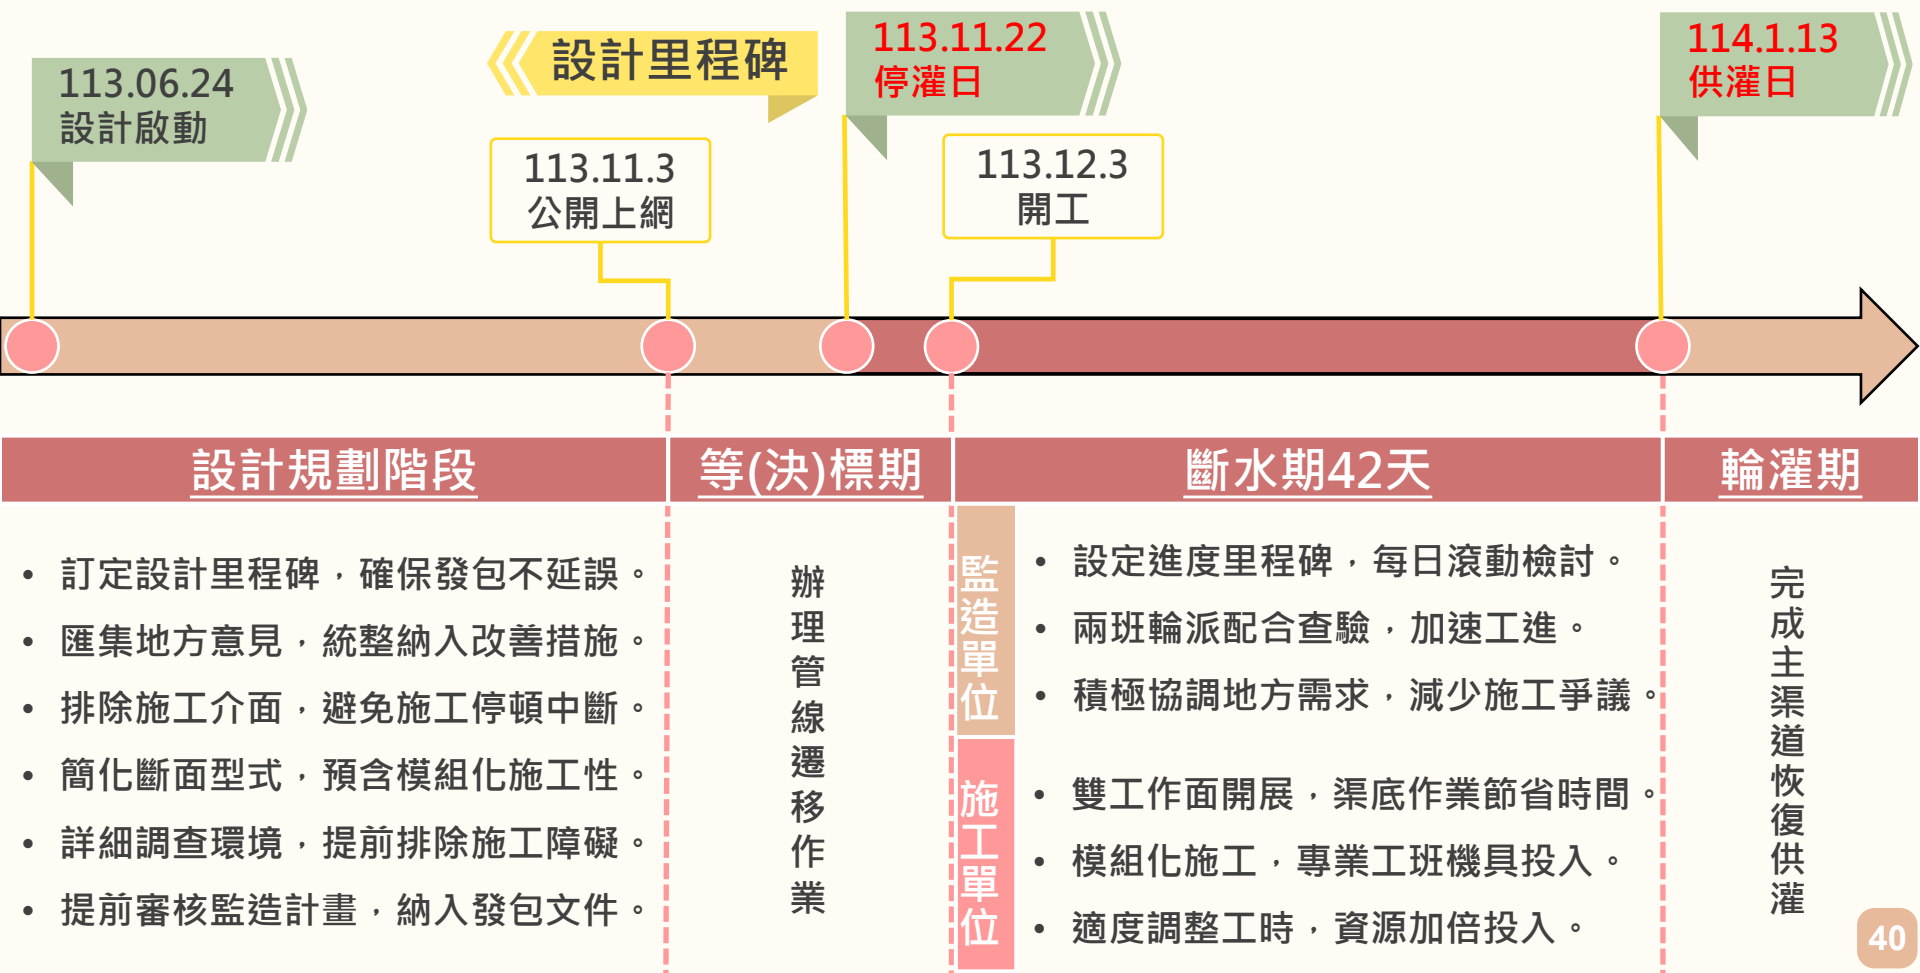 113.06.24
設計啟動
設計里程碑
113.11.3
公開上網
113.11.22
停灌日
113.12.3
開工
114.1.13
供灌日
設計規劃階段
等(決)標期
斷水期42天
輪灌期
• 訂定設計里程碑，確保發包不延誤。
• 匯集地方意見，統整納入改善措施。
• 排除施工介面，避免施工停頓中斷。
• 簡化斷面型式，預含模組化施工性。
• 詳細調查環境，提前排除施工障礙。
• 提前審核監造計畫，納入發包文件。
辦理管線遷移作業
監造單位
• 設定進度里程碑，每日滾動檢討。
• 兩班輪派配合查驗，加速工進。
• 積極協調地方需求，減少施工爭議。
施工單位
• 雙工作面開展，渠底作業節省時間。
• 模組化施工，專業工班機具投入。
• 適度調整工時，資源加倍投入。
完成主渠道恢復供灌
40